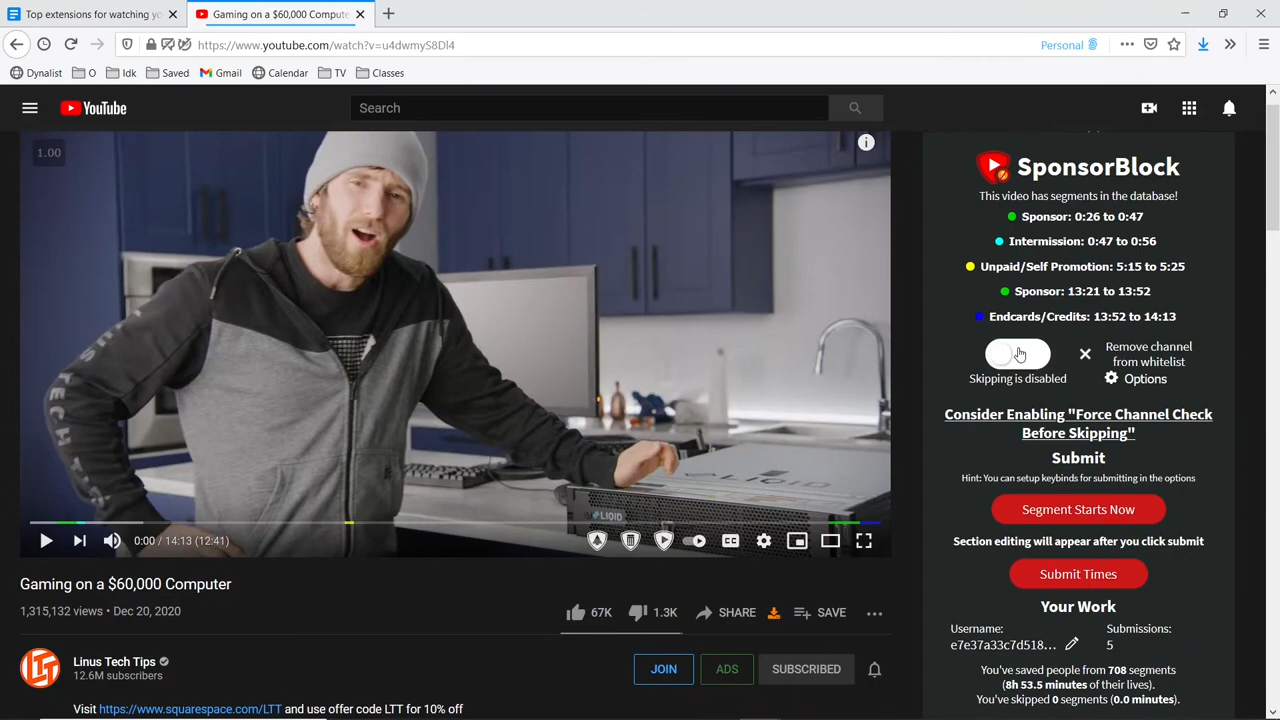 Top extensions for watching yo
Gaming on a $60,000 Compute
https://www.youtube.com/watch?v=u4dwmyS8Dl4
Personal
Dynalist
O
Idk
Saved
Gmail
Calendar
TV
Classes
YouTube
Search
1.00
TECH
LIQID
LIQID
0:00 / 14:13 (12:41)
CC
Gaming on a $60,000 Computer
1,315,132 views • Dec 20, 2020
67K
1.3K
SHARE
SAVE
LTT
Linus Tech Tips
12.6M subscribers
JOIN
ADS
SUBSCRIBED
Visit https://www.squarespace.com/LTT and use offer code LTT for 10% off
SponsorBlock
This video has segments in the database!
Sponsor: 0:26 to 0:47
Intermission: 0:47 to 0:56
Unpaid/Self Promotion: 5:15 to 5:25
Sponsor: 13:21 to 13:52
Endcards/Credits: 13:52 to 14:13
Skipping is disabled
Remove channel
from whitelist
Options
Consider Enabling "Force Channel Check
Before Skipping"
Submit
Hint: You can setup keybinds for submitting in the options
Segment Starts Now
Section editing will appear after you click submit
Submit Times
Your Work
Username:
e7e37a33c7d518...
Submissions:
5
You've saved people from 708 segments
(8h 53.5 minutes of their lives).
You've skipped 0 segments (0.0 minutes).